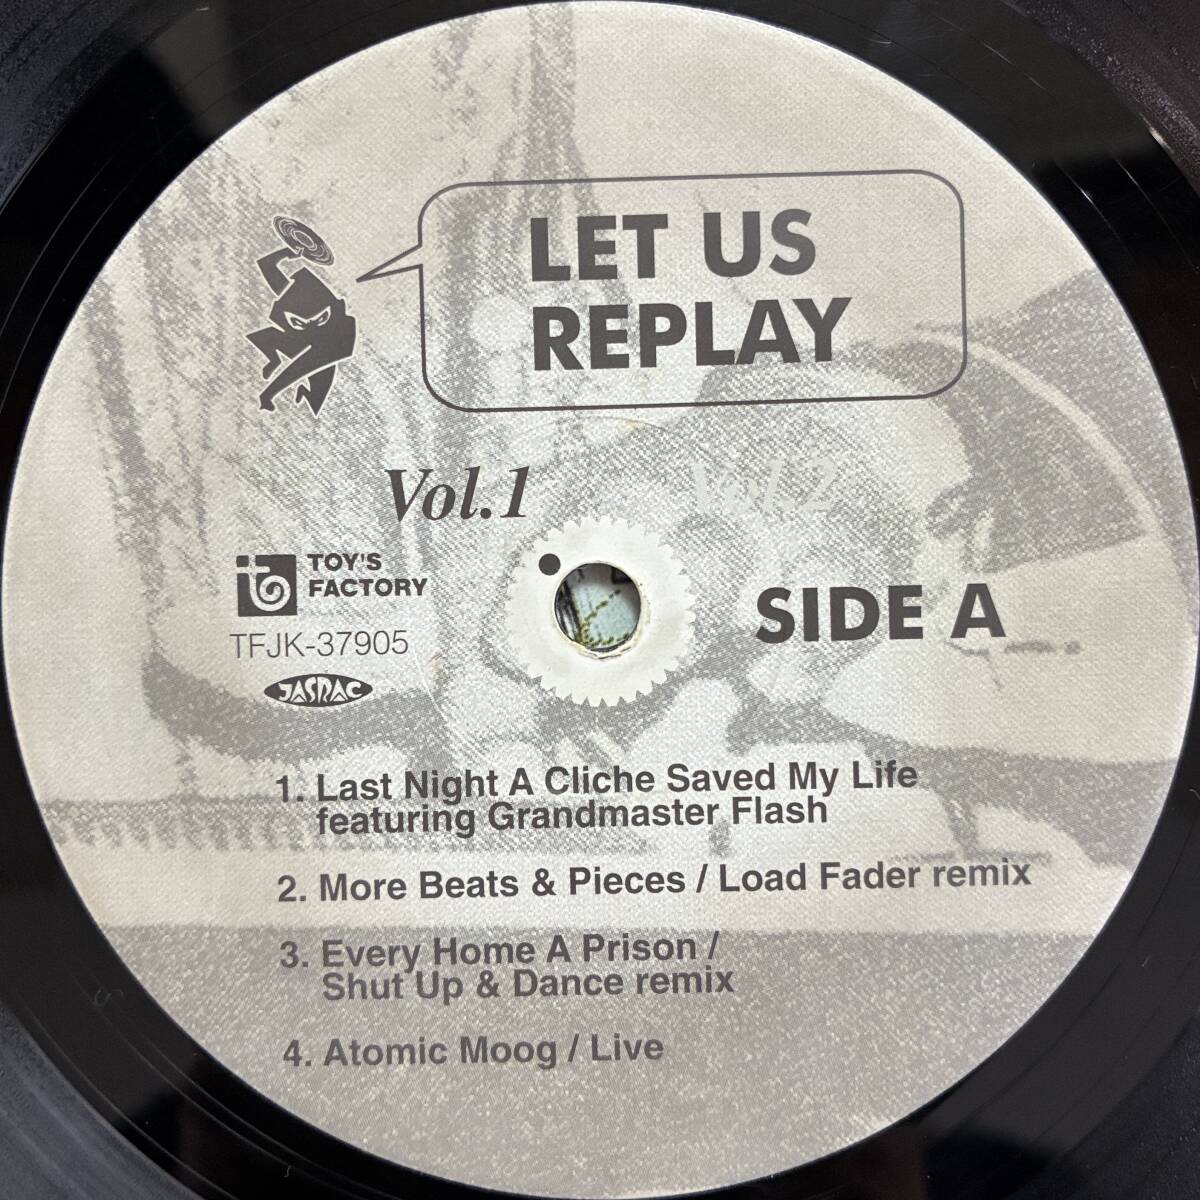 LET US
REPLAY
Vol.1
Vol.2
TOY'S
FACTORY
TFJK-37905
JASRAC
SIDE A
1. Last Night A Cliche Saved My Life
featuring Grandmaster Flash
2. More Beats & Pieces / Load Fader remix
3. Every Home A Prison /
Shut Up & Dance remix
4. Atomic Moog / Live